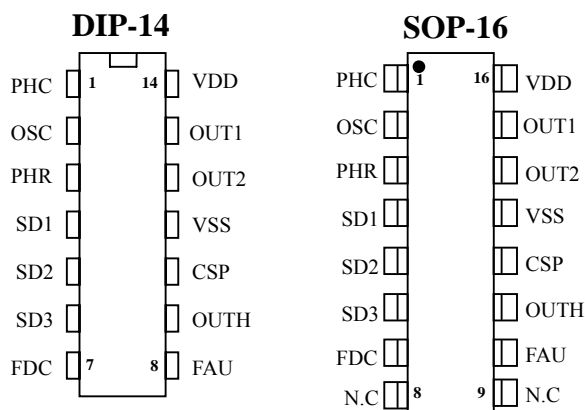 DIP-14
PHC 1 14 VDD
OSC OUT1
PHR OUT2
SD1 VSS
SD2 CSP
SD3 OUTH
FDC 7 8 FAU
SOP-16
PHC 1 16 VDD
OSC OUT1
PHR OUT2
SD1 VSS
SD2 CSP
SD3 OUTH
FDC FAU
N.C 8 9 N.C